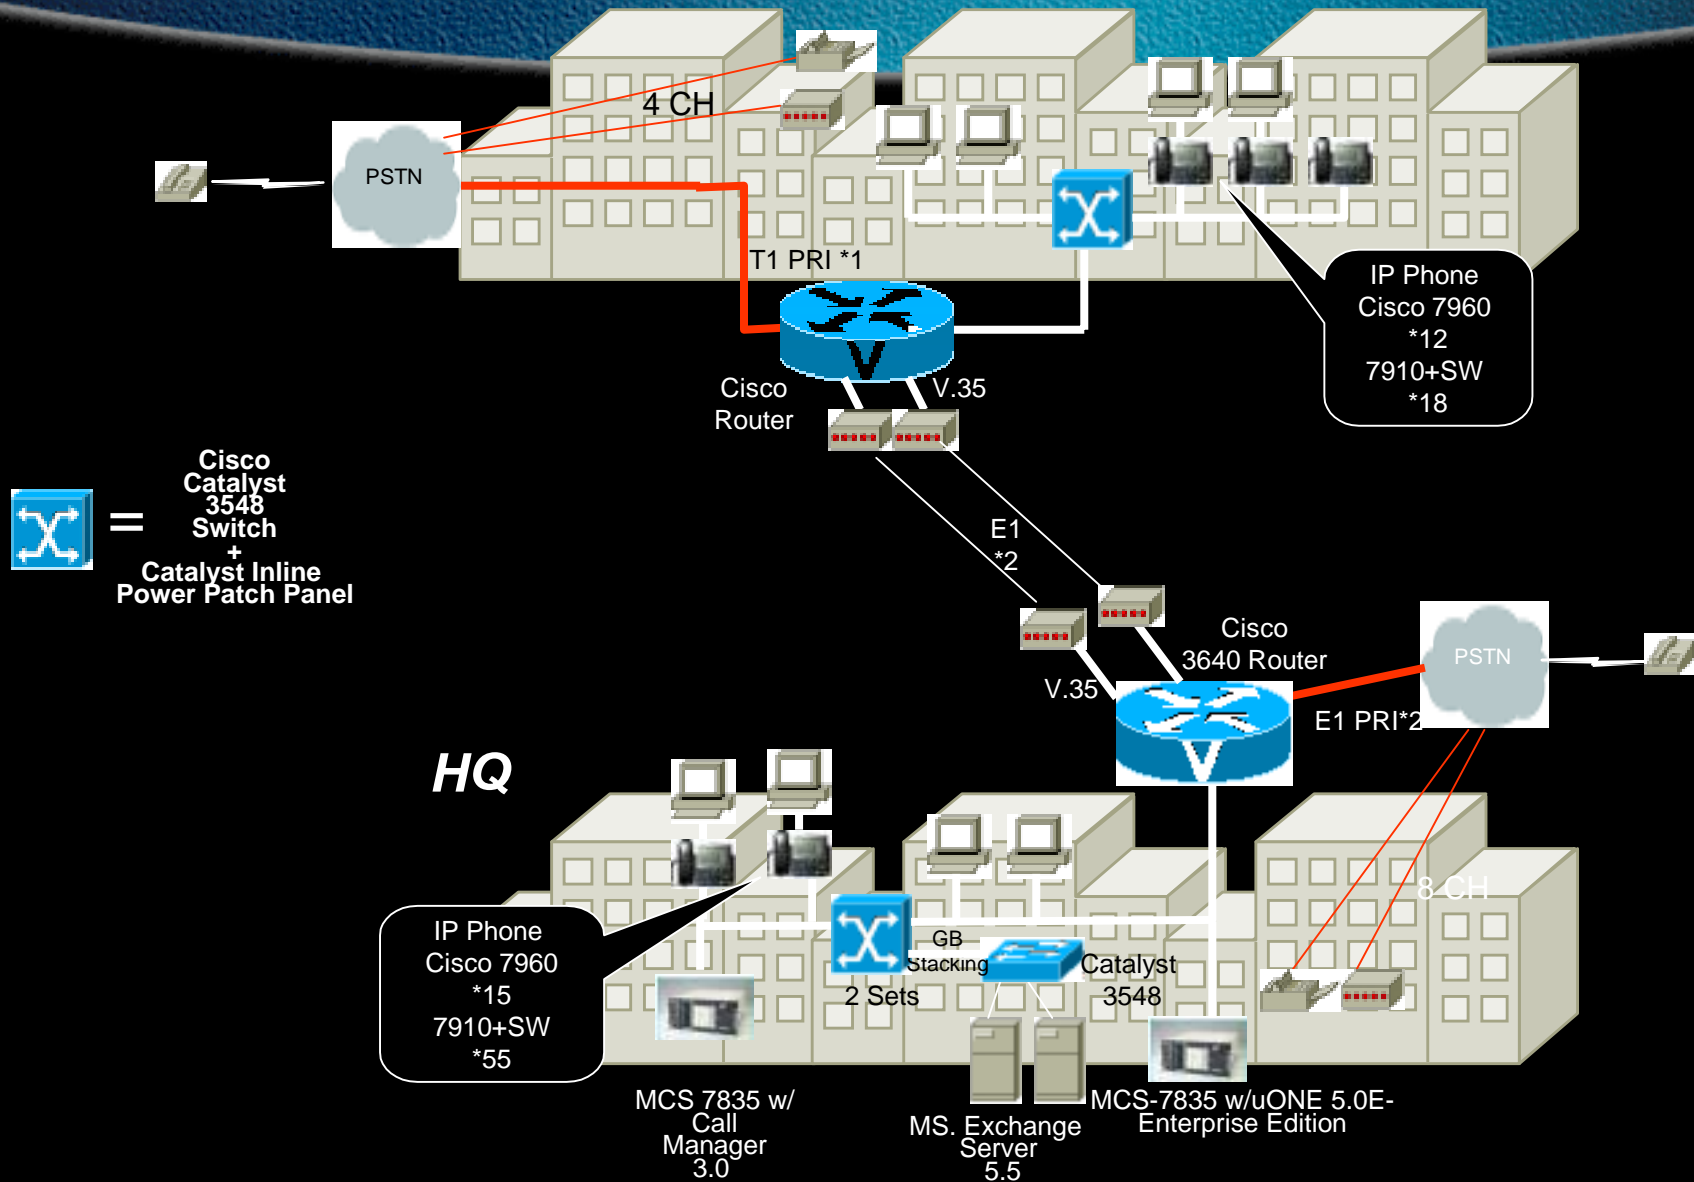 4 CH
PSTN
T1 PRI *1
IP Phone
Cisco 7960
*12
7910+SW
*18
Cisco
Router
V.35
Cisco
Catalyst
3548
Switch
+
Catalyst Inline
Power Patch Panel
=
E1
*2
Cisco
3640 Router
PSTN
V.35
E1 PRI*2
HQ
8 CH
IP Phone
Cisco 7960
*15
7910+SW
*55
GB
Stacking
2 Sets
Catalyst
3548
MCS 7835 w/
Call
Manager
3.0
MS. Exchange
Server
5.5
MCS-7835 w/uONE 5.0E-
Enterprise Edition